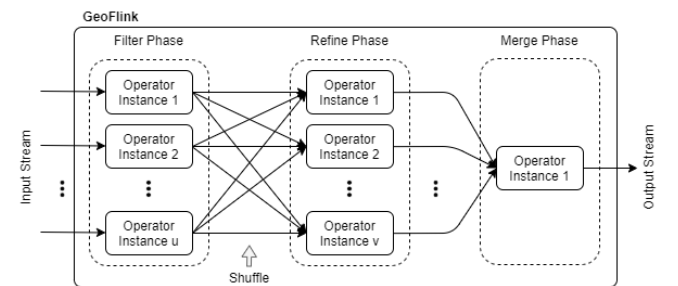 GeoFlink
Filter Phase
Refine Phase
Merge Phase
Input Stream
Operator
Instance 1
Operator
Instance 2
Operator
Instance u
Shuffle
Operator
Instance 1
Operator
Instance 2
Operator
Instance v
Operator
Instance 1
Output Stream